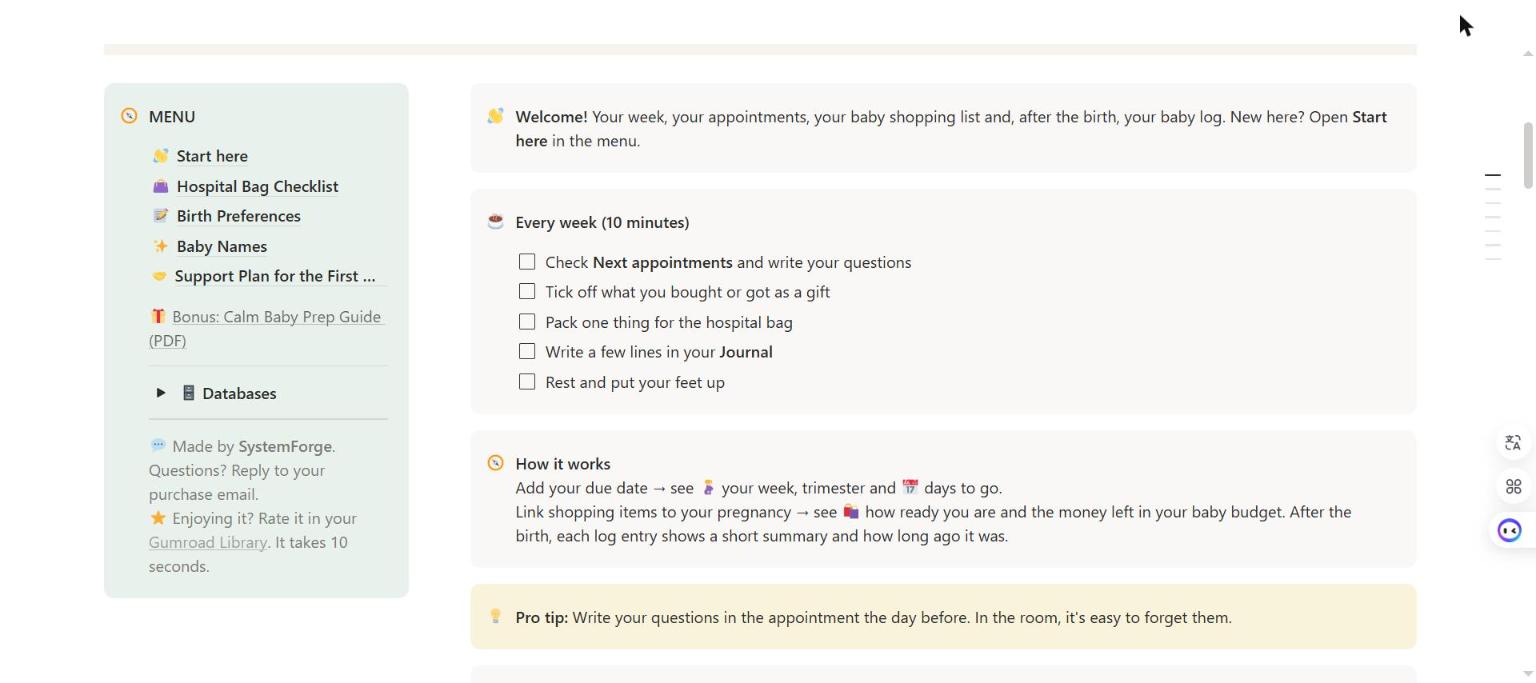 MENU
👋 Start here
👜 Hospital Bag Checklist
📝 Birth Preferences
✨ Baby Names
🤝 Support Plan for the First ...
🎁 Bonus: Calm Baby Prep Guide
(PDF)
🗄️ Databases
💬 Made by SystemForge.
Questions? Reply to your
purchase email.
⭐ Enjoying it? Rate it in your
Gumroad Library. It takes 10
seconds.
👋 Welcome! Your week, your appointments, your baby shopping list and, after the birth, your baby log. New here? Open Start
here in the menu.
☕ Every week (10 minutes)
Check Next appointments and write your questions
Tick off what you bought or got as a gift
Pack one thing for the hospital bag
Write a few lines in your Journal
Rest and put your feet up
🧭 How it works
Add your due date → see 🤰 your week, trimester and 📅 days to go.
Link shopping items to your pregnancy → see 🛍️ how ready you are and the money left in your baby budget. After the
birth, each log entry shows a short summary and how long ago it was.
💡 Pro tip: Write your questions in the appointment the day before. In the room, it's easy to forget them.